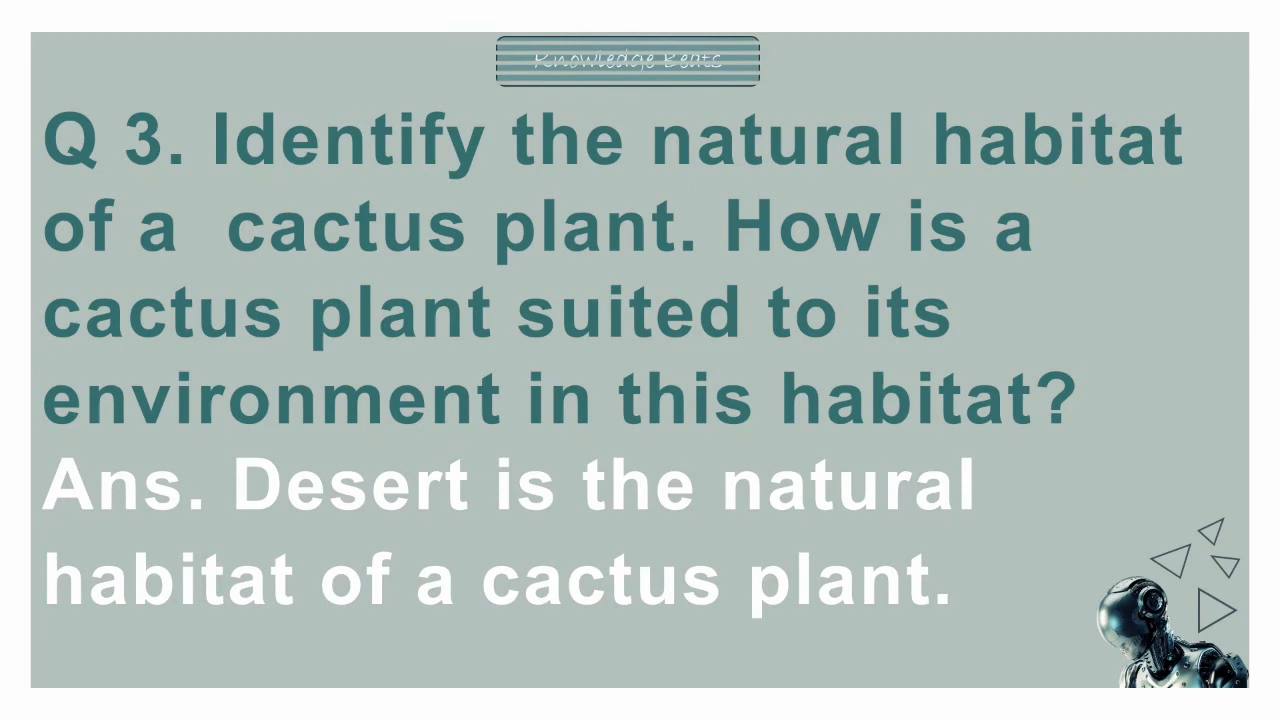 Knowledge Beats
Q 3. Identify the natural habitat
of a  cactus plant. How is a
cactus plant suited to its
environment in this habitat?
Ans. Desert is the natural
habitat of a cactus plant.